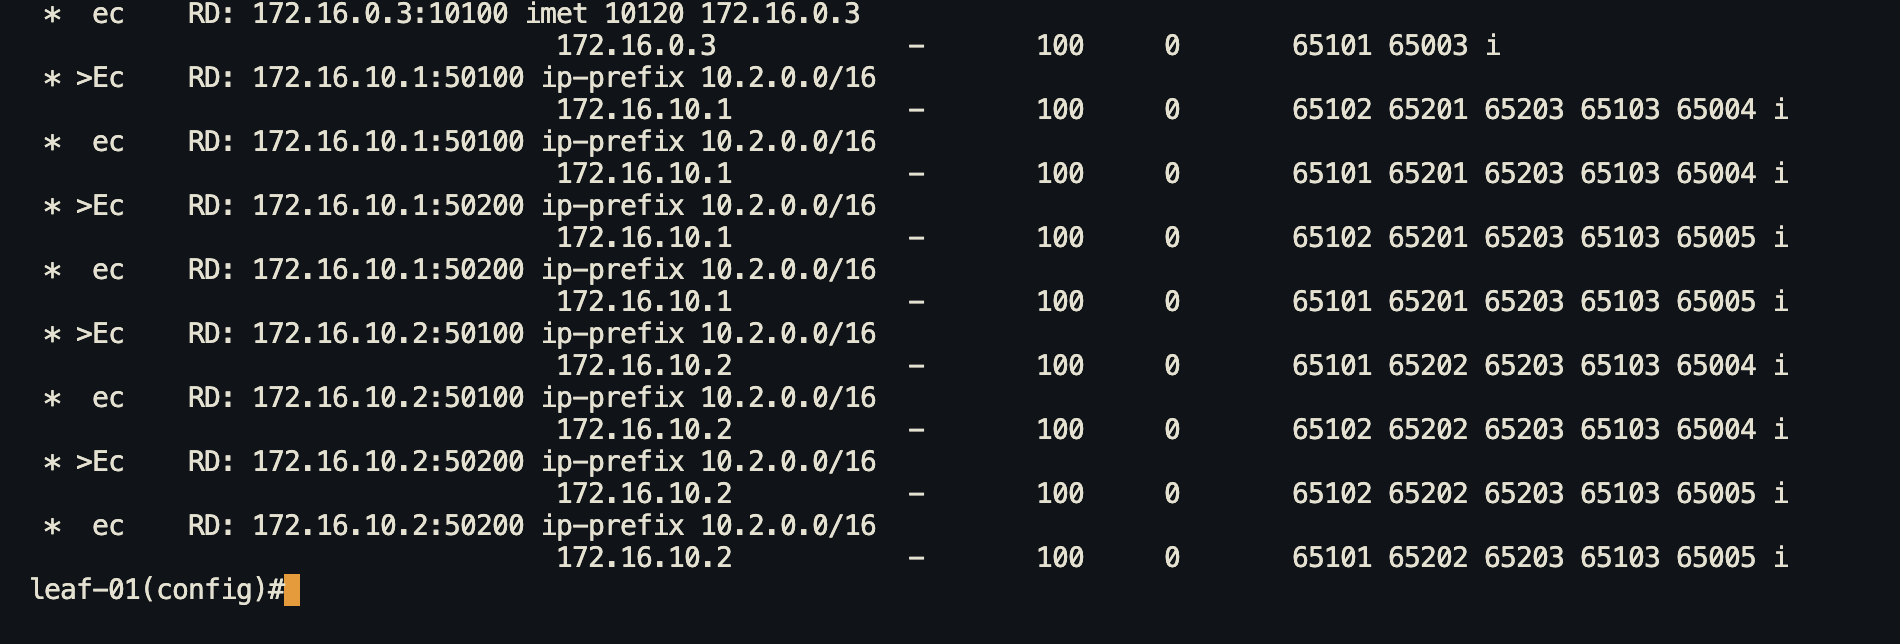 *  ec    RD: 172.16.0.3:10100 imet 10120 172.16.0.3
172.16.0.3 – 100 0 65101 65003 i
* >Ec    RD: 172.16.10.1:50100 ip-prefix 10.2.0.0/16
172.16.10.1 – 100 0 65102 65201 65203 65103 65004 i
*  ec    RD: 172.16.10.1:50100 ip-prefix 10.2.0.0/16
172.16.10.1 – 100 0 65101 65201 65203 65103 65004 i
* >Ec    RD: 172.16.10.1:50200 ip-prefix 10.2.0.0/16
172.16.10.1 – 100 0 65102 65201 65203 65103 65005 i
*  ec    RD: 172.16.10.1:50200 ip-prefix 10.2.0.0/16
172.16.10.1 – 100 0 65101 65201 65203 65103 65005 i
* >Ec    RD: 172.16.10.2:50100 ip-prefix 10.2.0.0/16
172.16.10.2 – 100 0 65101 65202 65203 65103 65004 i
*  ec    RD: 172.16.10.2:50100 ip-prefix 10.2.0.0/16
172.16.10.2 – 100 0 65102 65202 65203 65103 65004 i
* >Ec    RD: 172.16.10.2:50200 ip-prefix 10.2.0.0/16
172.16.10.2 – 100 0 65102 65202 65203 65103 65005 i
*  ec    RD: 172.16.10.2:50200 ip-prefix 10.2.0.0/16
172.16.10.2 – 100 0 65101 65202 65203 65103 65005 i
leaf-01(config)#